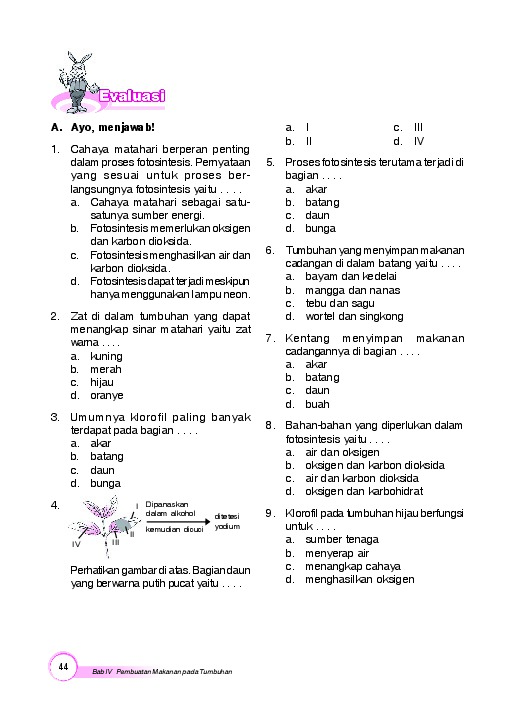 Evaluasi
A. Ayo, menjawab!
1. Cahaya matahari berperan penting
dalam proses fotosintesis. Pernyataan
yang sesuai untuk proses ber-
langsungnya fotosintesis yaitu . . . .
a. Cahaya matahari sebagai satu-
satunya sumber energi.
b. Fotosintesis memerlukan oksigen
dan karbon dioksida.
c. Fotosintesis menghasilkan air dan
karbon dioksida.
d. Fotosintesis dapat terjadi meskipun
hanya menggunakan lampu neon.
2. Zat di dalam tumbuhan yang dapat
menangkap sinar matahari yaitu zat
warna . . . .
a. kuning
b. merah
c. hijau
d. oranye
3. Umumnya klorofil paling banyak
terdapat pada bagian . . . .
a. akar
b. batang
c. daun
d. bunga
4.
I
II
III
IV
Dipanaskan
dalam alkohol
kemudian dicuci
ditetesi
yodium
Perhatikan gambar di atas. Bagian daun
yang berwarna putih pucat yaitu . . . .
a. I c. III
b. II d. IV
5. Proses fotosintesis terutama terjadi di
bagian . . . .
a. akar
b. batang
c. daun
d. bunga
6. Tumbuhan yang menyimpan makanan
cadangan di dalam batang yaitu . . . .
a. bayam dan kedelai
b. mangga dan nanas
c. tebu dan sagu
d. wortel dan singkong
7. Kentang menyimpan makanan
cadangannya di bagian . . . .
a. akar
b. batang
c. daun
d. buah
8. Bahan-bahan yang diperlukan dalam
fotosintesis yaitu . . . .
a. air dan oksigen
b. oksigen dan karbon dioksida
c. air dan karbon dioksida
d. oksigen dan karbohidrat
9. Klorofil pada tumbuhan hijau berfungsi
untuk . . . .
a. sumber tenaga
b. menyerap air
c. menangkap cahaya
d. menghasilkan oksigen
44
Bab IV Pembuatan Makanan pada Tumbuhan